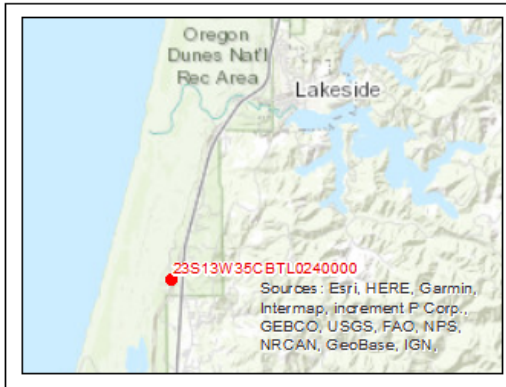 Oregon
Dunes Nat'l
Rec Area
Lakeside
23S13W35CBTL0240000
Sources: Esri, HERE, Garmin,
Intermap, increment P Corp.,
GEBCO, USGS, FAO, NPS,
NRCAN, GeoBase, IGN,